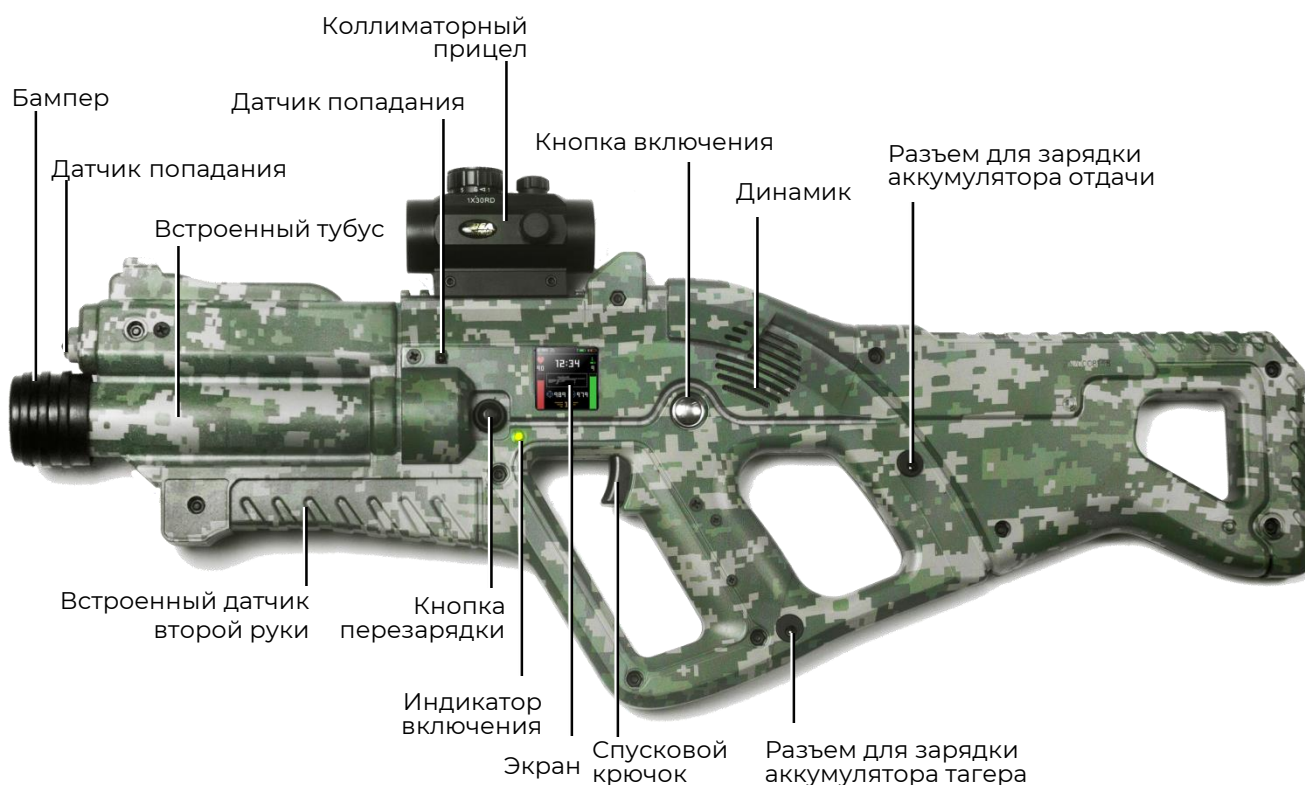 Коллиматорный
прицел
Бампер
Датчик попадания
Кнопка включения
Разъем для зарядки
аккумулятора отдачи
Датчик попадания
Динамик
1X30RD
Встроенный тубус
12:34
Встроенный датчик
второй руки
Кнопка
перезарядки
Индикатор
включения
Экран
Спусковой
крючок
Разъем для зарядки
аккумулятора тагера